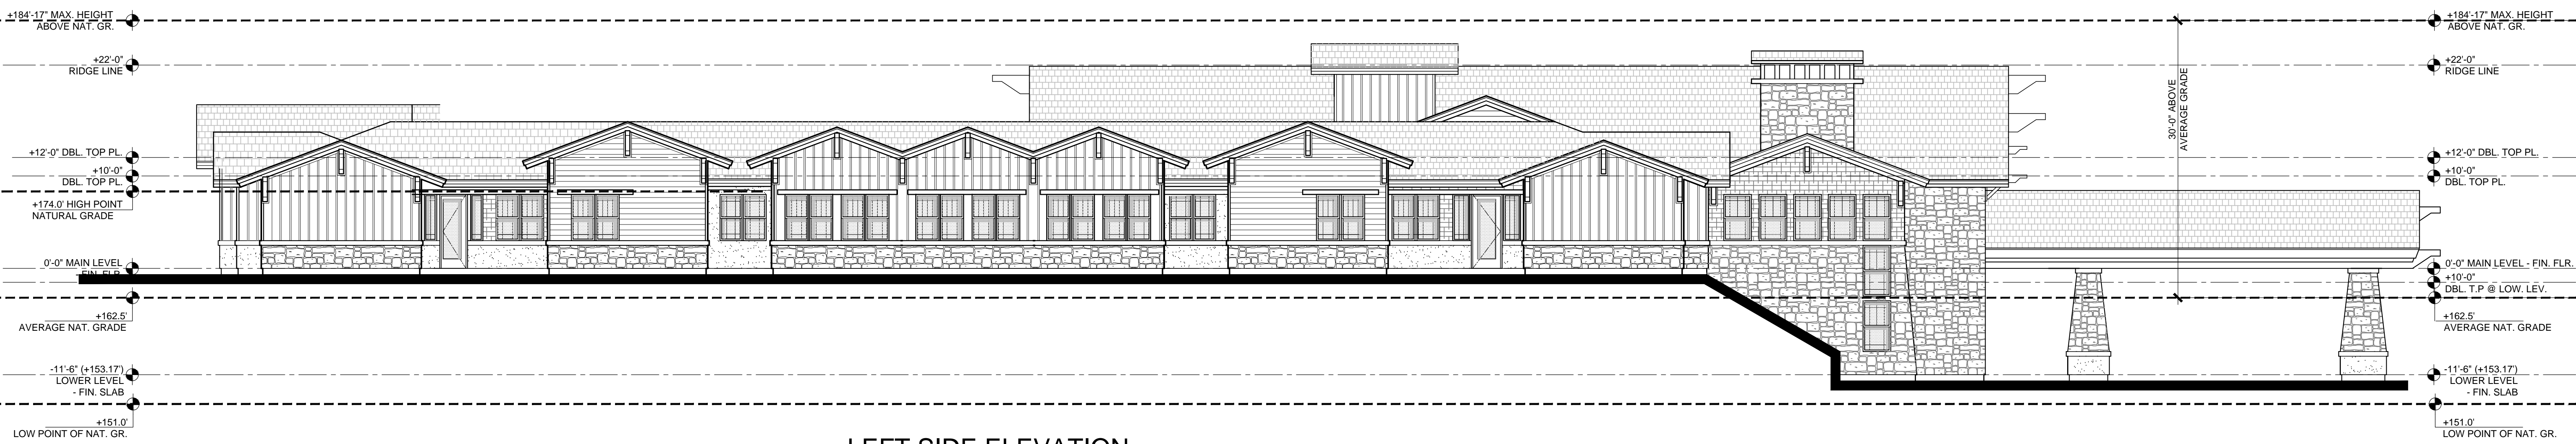 +184'-17" MAX. HEIGHT
ABOVE NAT. GR.
+22'-0"
RIDGE LINE
+12'-0" DBL. TOP PL.
+10'-0"
DBL. TOP PL.
+174.0' HIGH POINT
NATURAL GRADE
0'-0" MAIN LEVEL
FIN. FLR.
+162.5'
AVERAGE NAT. GRADE
-11'-6" (+153.17')
LOWER LEVEL
- FIN. SLAB
+151.0'
LOW POINT OF NAT. GR.
LEFT SIDE ELEVATION
30'-0" ABOVE
AVERAGE GRADE
+184'-17" MAX. HEIGHT
ABOVE NAT. GR.
+22'-0"
RIDGE LINE
+12'-0" DBL. TOP PL.
+10'-0"
DBL. TOP PL.
0'-0" MAIN LEVEL - FIN. FLR.
+10'-0"
DBL. T.P @ LOW. LEV.
+162.5'
AVERAGE NAT. GRADE
-11'-6" (+153.17')
LOWER LEVEL
- FIN. SLAB
+151.0'
LOW POINT OF NAT. GR.